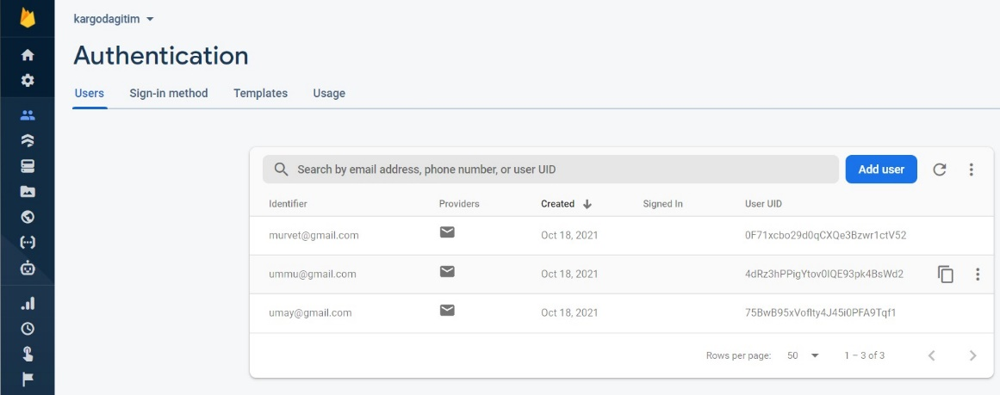 kargodagitim
Authentication
Users Sign-in method Templates Usage
Search by email address, phone number, or user UID Add user
Identifier Providers Created Signed In User UID
murvet@gmail.com Oct 18, 2021 0F71xcbo29d0qCXQe3Bzwr1ctV52
ummu@gmail.com Oct 18, 2021 4dRz3hPPigYtov0IQE93pk4BsWd2
umay@gmail.com Oct 18, 2021 75BwB95xVoflty4J45i0PFA9Tqf1
Rows per page: 50 1 – 3 of 3